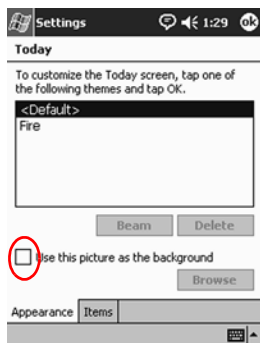 Settings 1:29 ok
Today
To customize the Today screen, tap one of
the following themes and tap OK.
<Default>
Fire
Beam Delete
Use this picture as the background
Browse
Appearance Items